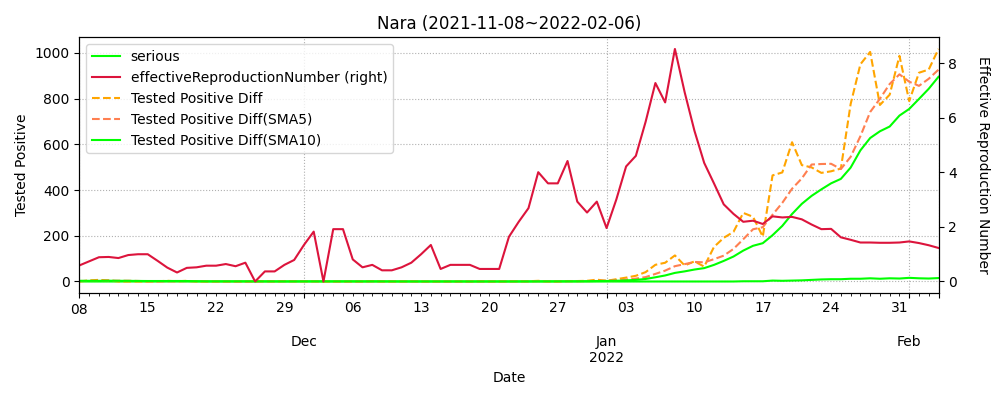 Nara (2021-11-08~2022-02-06)
serious
effectiveReproductionNumber (right)
Tested Positive Diff
Tested Positive Diff(SMA5)
Tested Positive Diff(SMA10)
Tested Positive
1000
800
600
400
200
0
8
6
4
2
0
Effective Reproduction Number
08 15 22 29 06 13 20 27 03 10 17 24 31
Dec Jan Feb
2022
Date